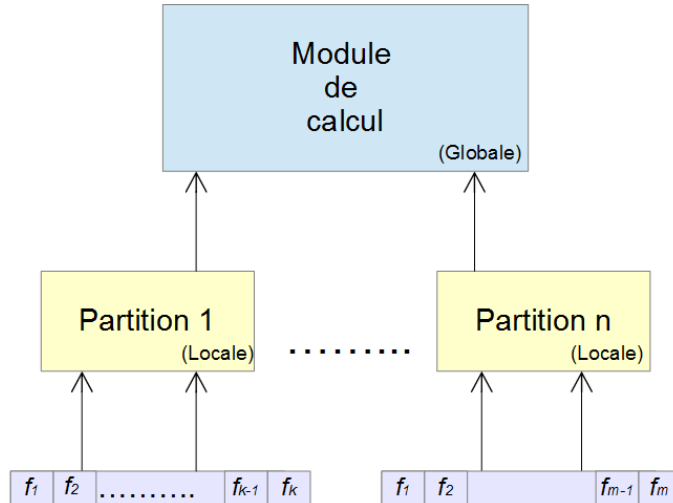 Module
de
calcul
(Globale)
Partition 1
(Locale)
.........
Partition n
(Locale)
f1 f2 .......... fk-1 fk
f1 f2 fm-1 fm